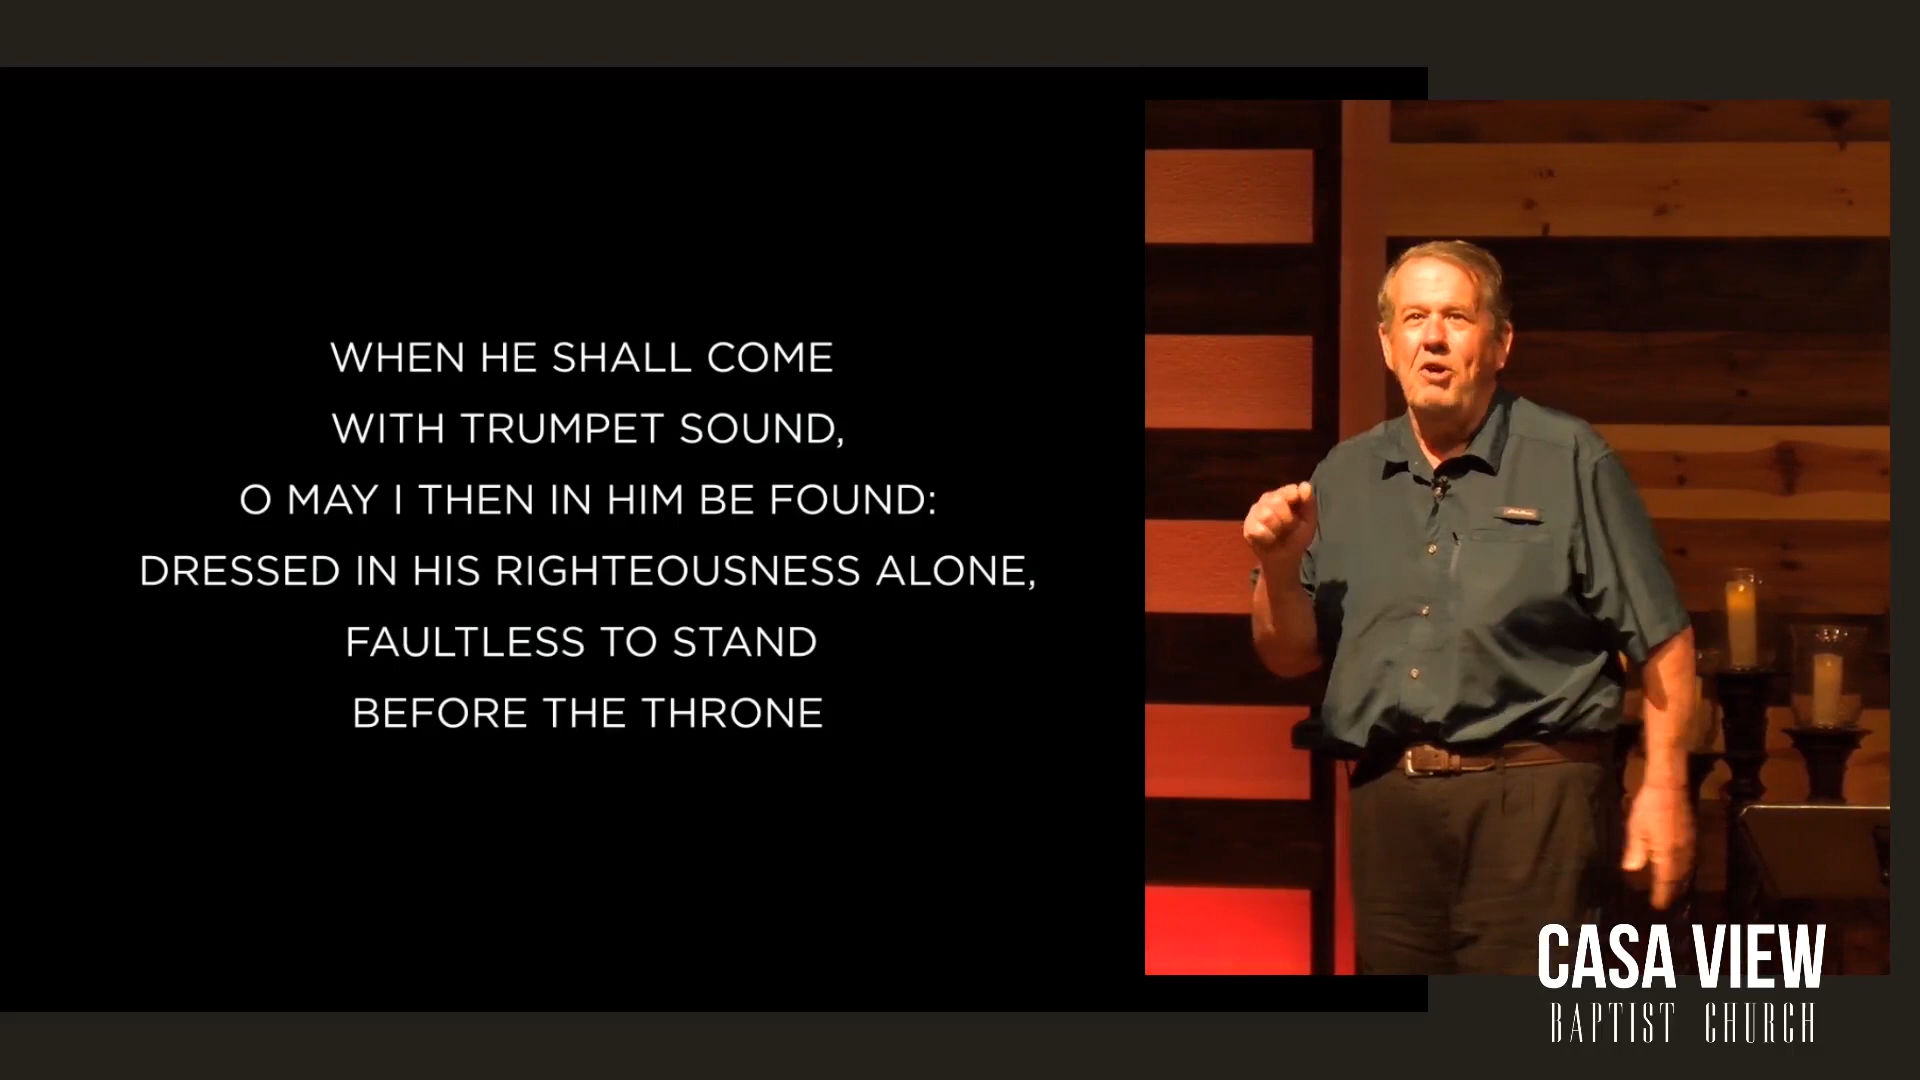 WHEN HE SHALL COME
WITH TRUMPET SOUND,
O MAY I THEN IN HIM BE FOUND:
DRESSED IN HIS RIGHTEOUSNESS ALONE,
FAULTLESS TO STAND
BEFORE THE THRONE
CASA VIEW
BAPTIST CHURCH